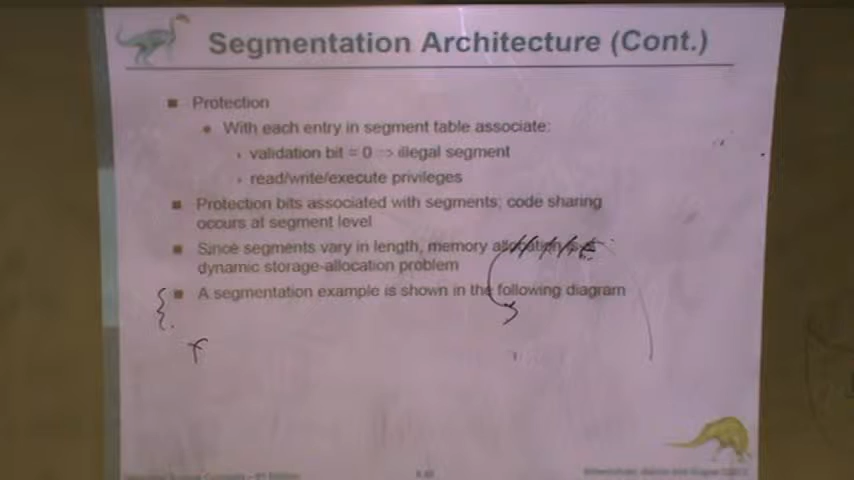 Segmentation Architecture (Cont.)
■ Protection
● With each entry in segment table associate:
validation bit = 0 ⇒ illegal segment
read/write/execute privileges
■ Protection bits associated with segments; code sharing
occurs at segment level
■ Since segments vary in length, memory allocation is a
dynamic storage-allocation problem
■ A segmentation example is shown in the following diagram